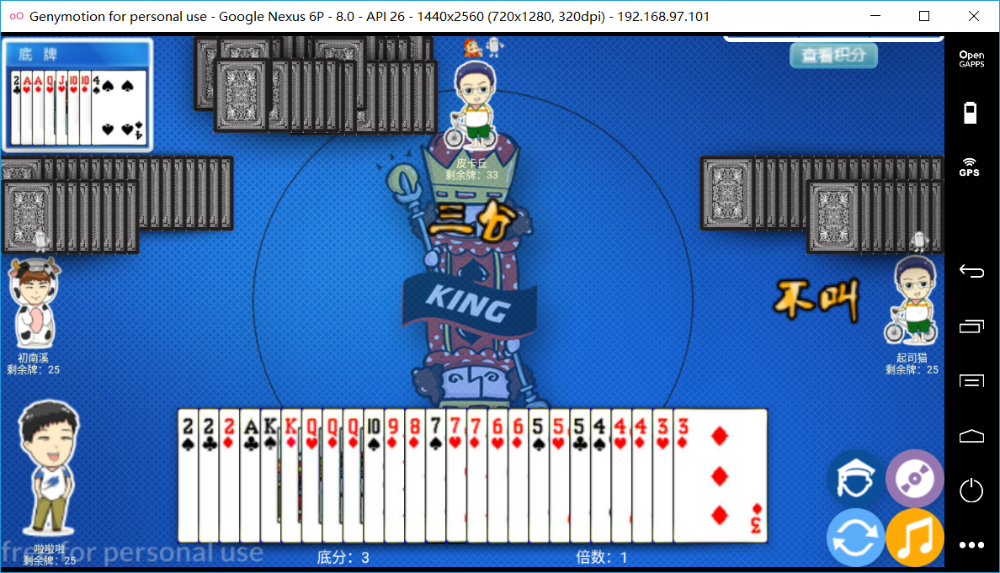 Genymotion for personal use - Google Nexus 6P - 8.0 - API 26 - 1440x2560 (720x1280, 320dpi) - 192.168.97.101
底 牌
查看积分
Open
GAPPS
2 A A Q J 10 10 4
4
GPS
皮卡丘
剩余牌：33
三分
KING
不叫
初南溪
剩余牌：25
起司猫
剩余牌：25
2 2 2 A K K Q Q Q 10 9 8 7 7 7 6 6 5 5 5 4 4 4 3 3
3
啦啦啦
剩余牌：25
free for personal use
底分：3
倍数：1